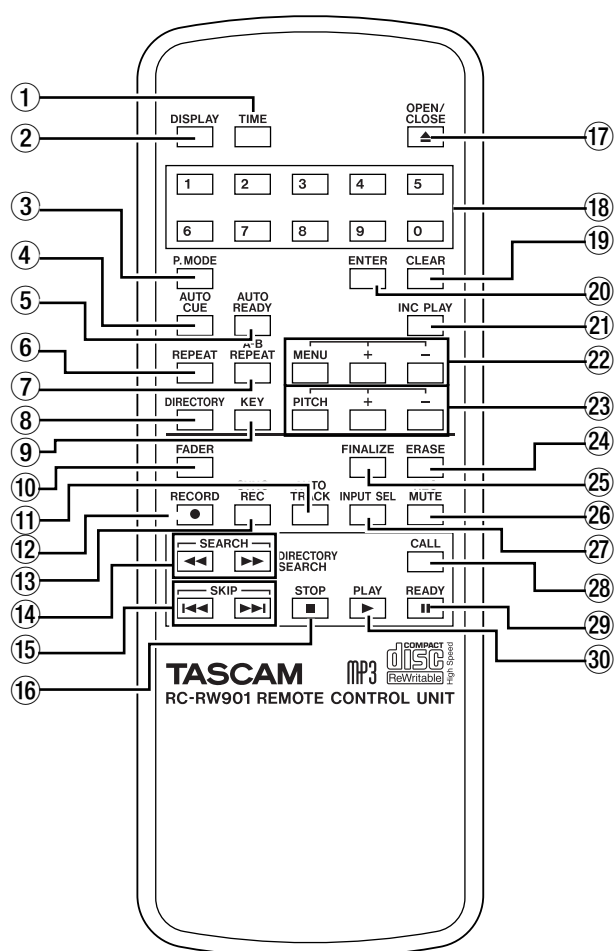 1
2
DISPLAY TIME OPEN/
CLOSE
17
1 2 3 4 5
18
6 7 8 9 0
3
19
P.MODE ENTER CLEAR
4
20
AUTO
CUE
AUTO
READY
INC PLAY
5
21
6
A-B
REPEAT REPEAT MENU + −
22
7
8
DIRECTORY KEY PITCH + −
23
9
24
FADER FINALIZE ERASE
10
25
11
RECORD REC TRACK INPUT SEL MUTE
26
12
27
13
SEARCH
DIRECTORY
SEARCH
CALL
28
14
SKIP STOP PLAY READY
29
15
30
16
TASCAM MP3 COMPACT
disc
ReWritable
High Speed
RC-RW901 REMOTE CONTROL UNIT